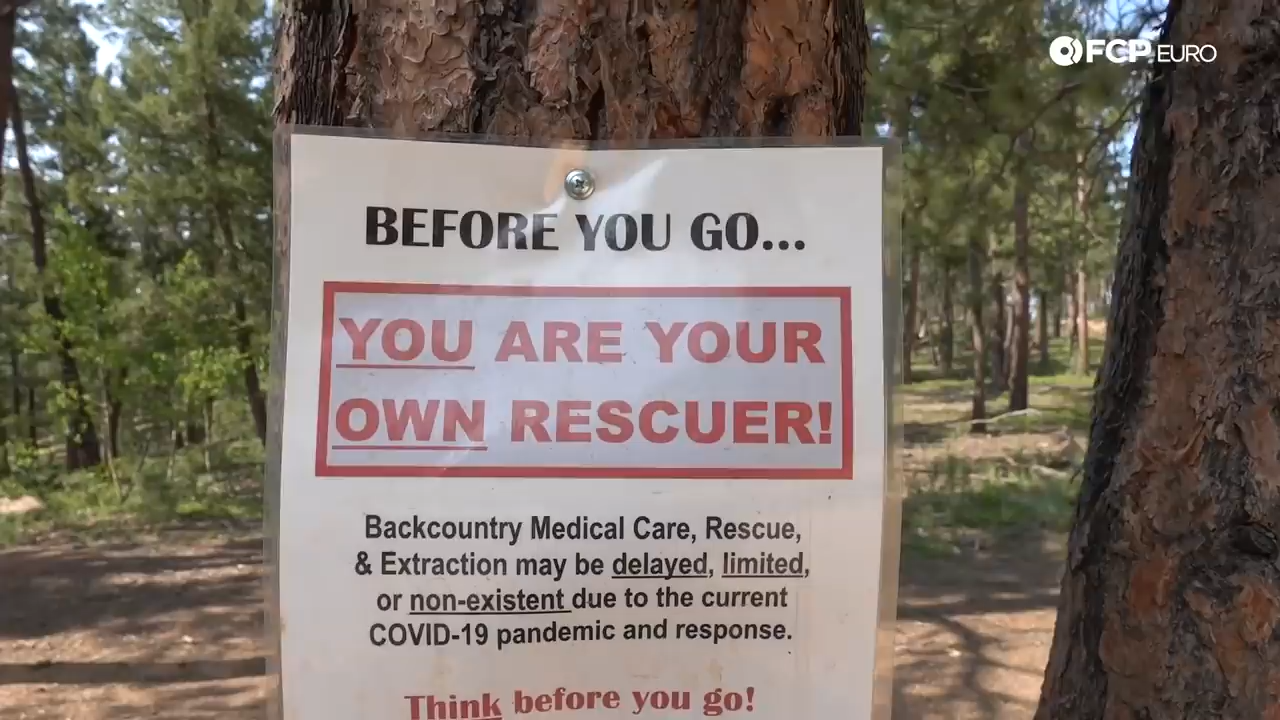 FCP EURO
BEFORE YOU GO...
YOU ARE YOUR
OWN RESCUER!
Backcountry Medical Care, Rescue,
& Extraction may be delayed, limited,
or non-existent due to the current
COVID-19 pandemic and response.
Think before you go!